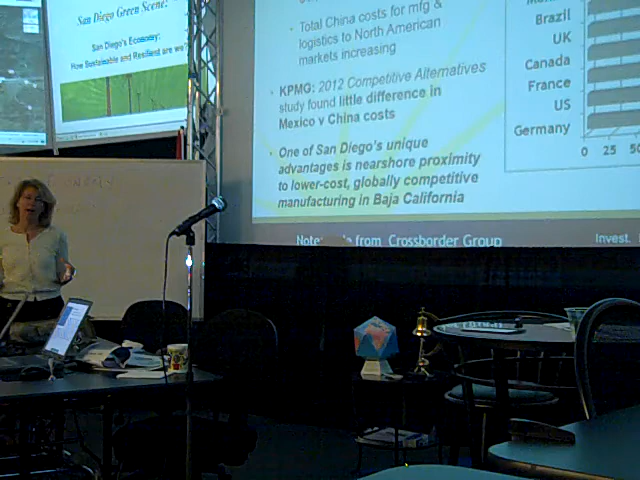 San Diego Green Scene:
San Diego's Economy:
How Sustainable and Resilient are we?
Total China costs for mfg &
logistics to North American
markets increasing
KPMG: 2012 Competitive Alternatives
study found little difference in
Mexico v China costs
One of San Diego's unique
advantages is nearshore proximity
to lower-cost, globally competitive
manufacturing in Baja California
Brazil
UK
Canada
France
US
Germany
0 25
from Crossborder Group
Invest.